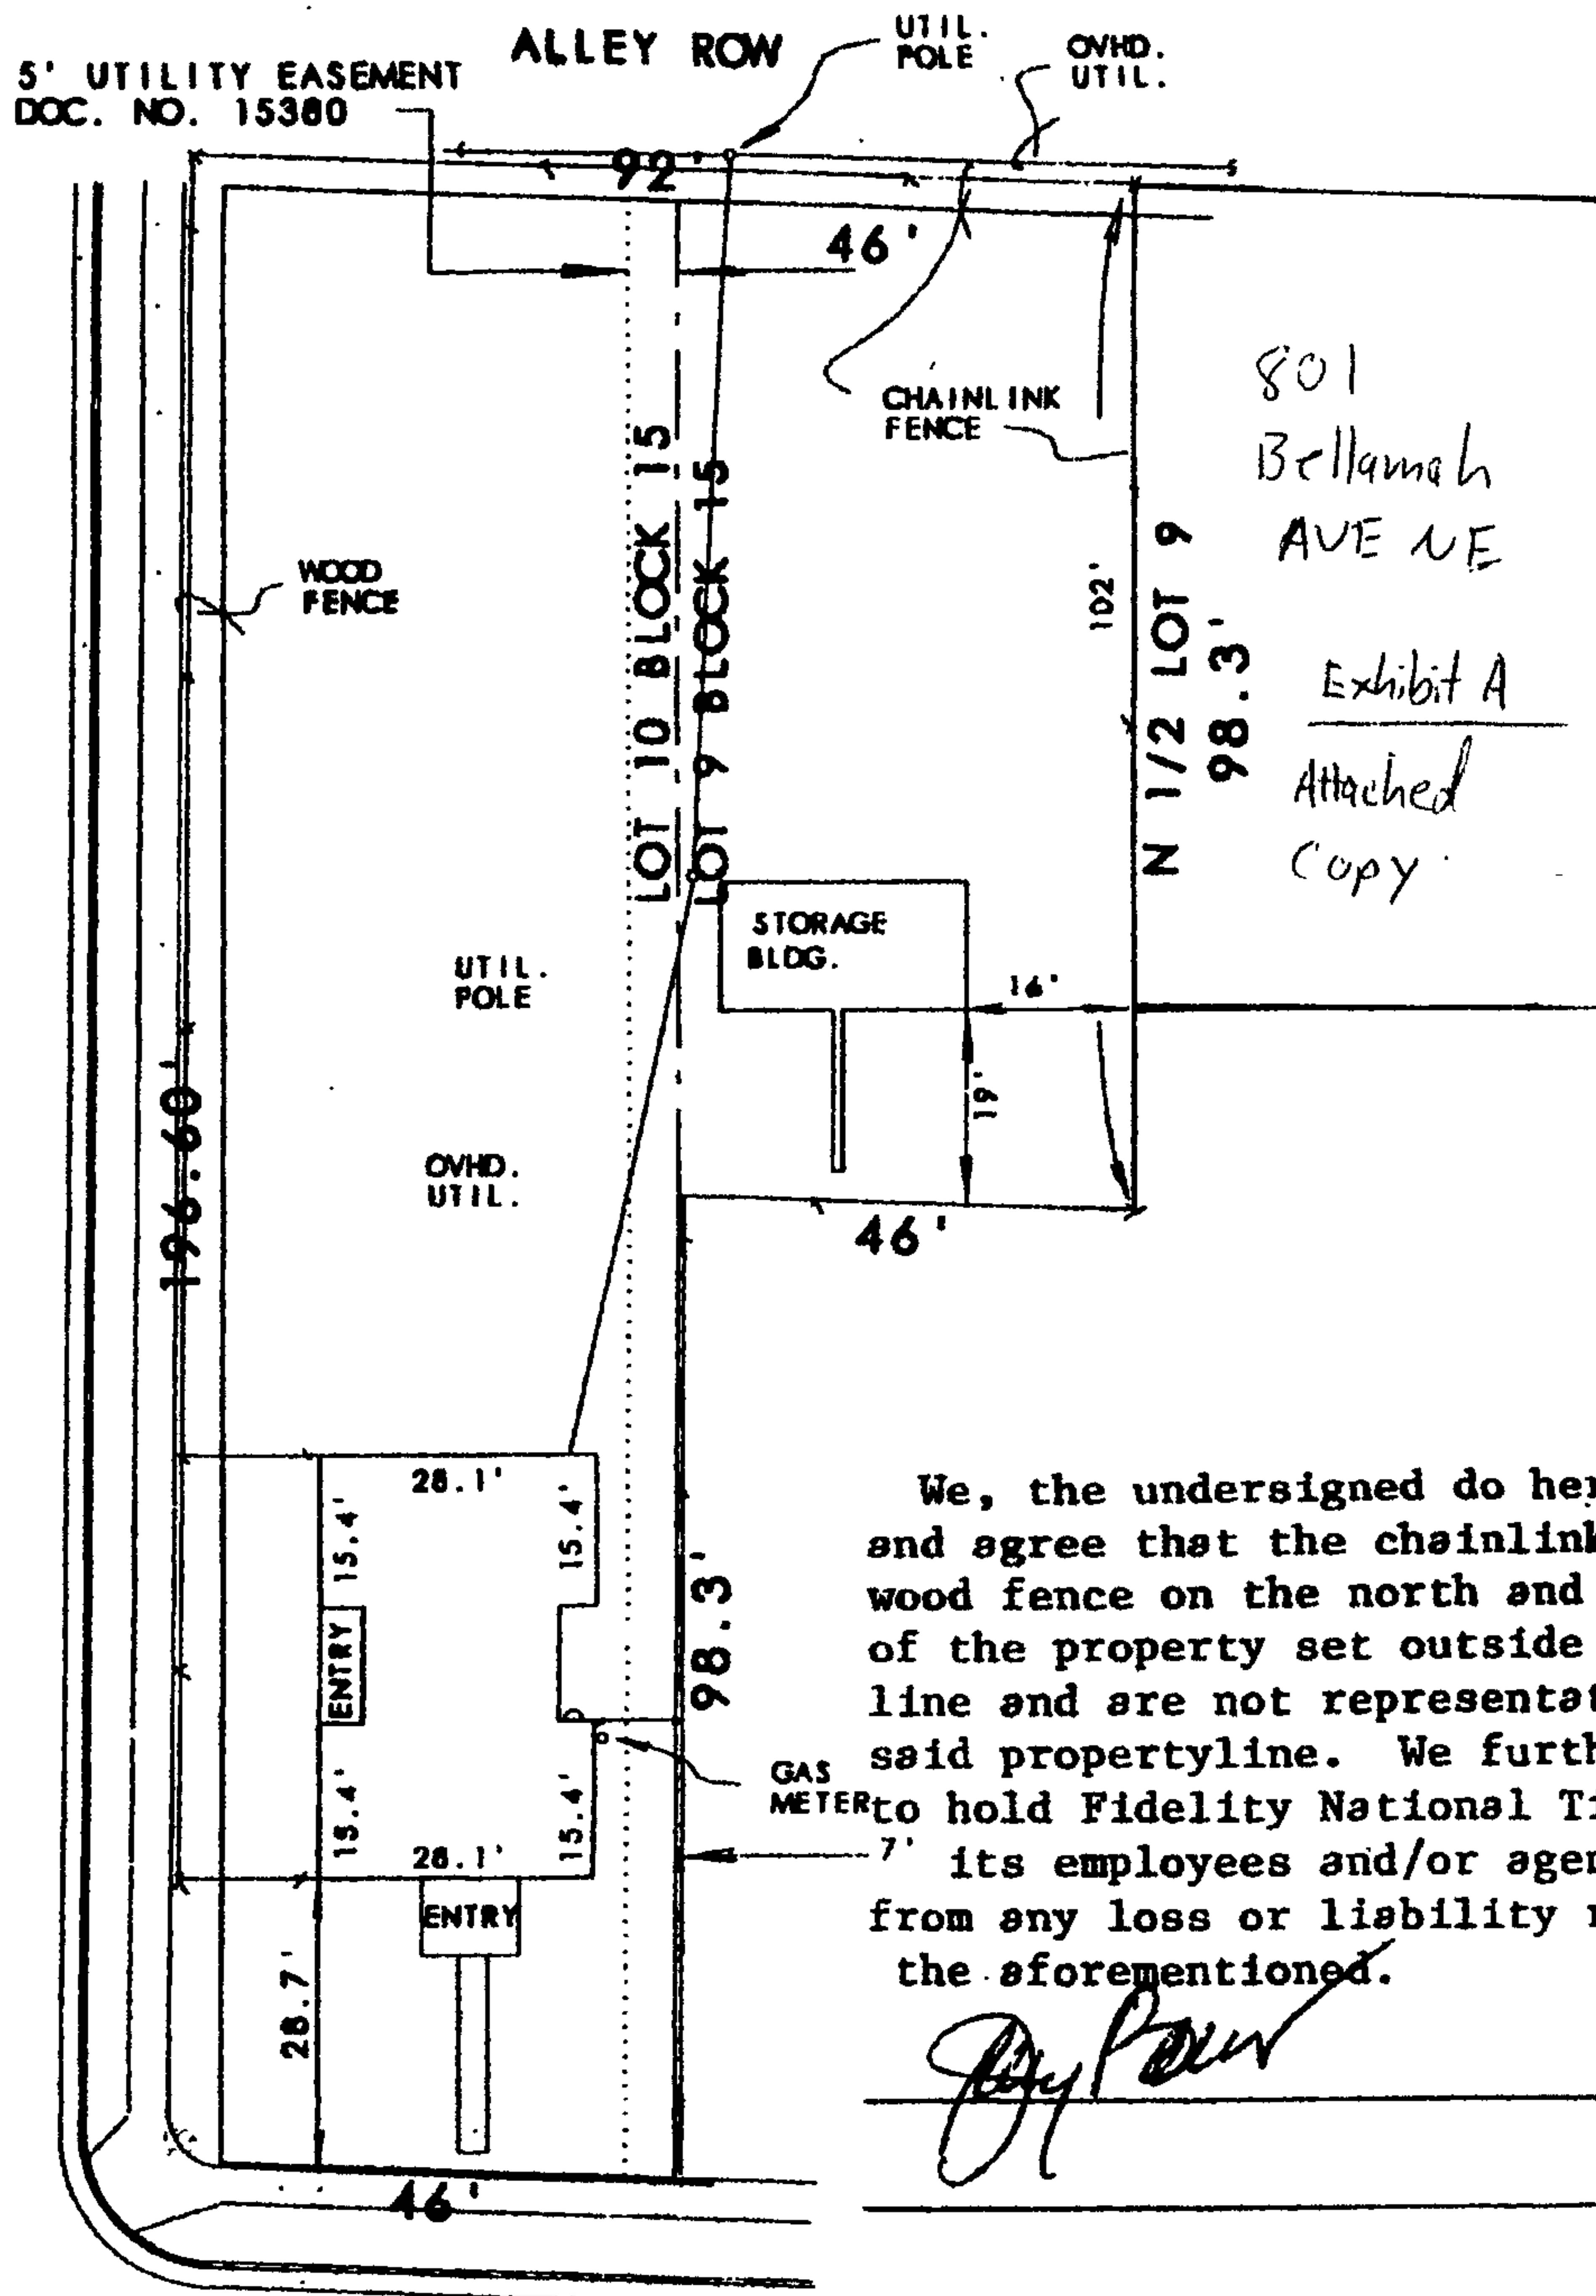 ALLEY ROW
UTIL.
POLE
OVHD.
UTIL.
5' UTILITY EASEMENT
DOC. NO. 15380
92'
46'
CHAINLINK
FENCE
801
Bellamah
AVE NE
Exhibit A
Attached
Copy
WOOD
FENCE
LOT 10 BLOCK 15
LOT 9 BLOCK 15
102'
N 1/2 LOT 9
98.3'
STORAGE
BLDG.
16'
19'
UTIL.
POLE
196.60'
OVHD.
UTIL.
46'
28.1'
15.4'
15.4'
ENTRY
98.3'
15.4'
15.4'
28.1'
GAS
METER
7'
ENTRY
28.7'
46'
We, the undersigned do her
and agree that the chainlink
wood fence on the north and
of the property set outside
line and are not representat
said propertyline. We furth
to hold Fidelity National Ti
its employees and/or agen
from any loss or liability r
the aforementioned.